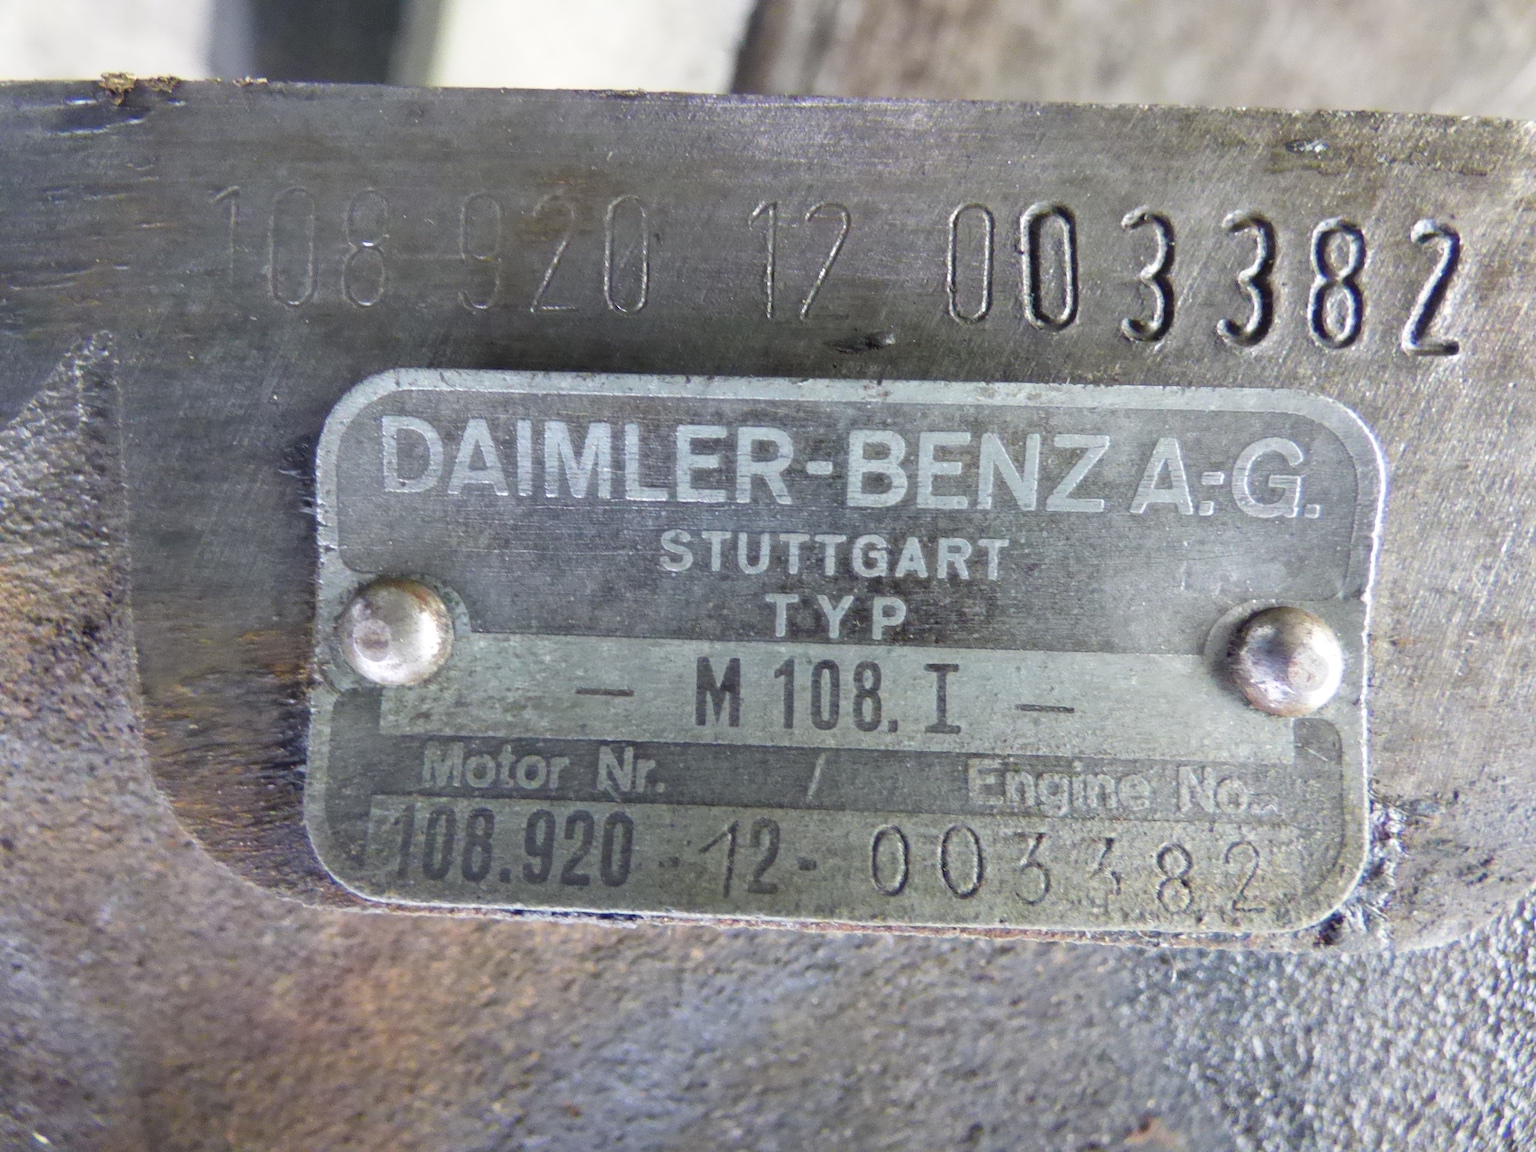 108 920 12 003382
DAIMLER-BENZ A.-G.
STUTTGART
TYP
— M 108. I —
Motor Nr. / Engine No.
108.920-12-003382